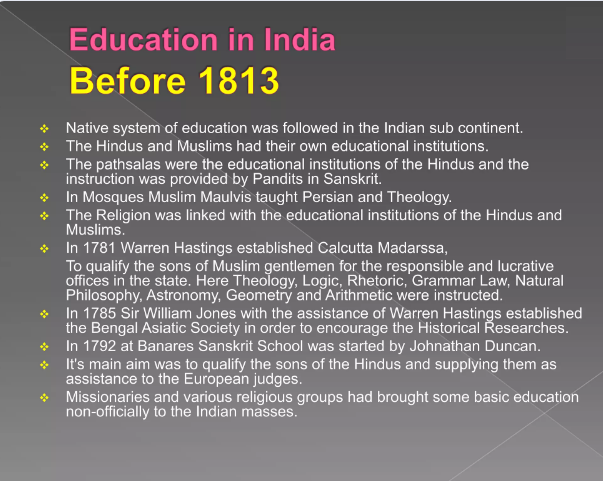 Education in India
Before 1813
Native system of education was followed in the Indian sub continent.
The Hindus and Muslims had their own educational institutions.
The pathsalas were the educational institutions of the Hindus and the
instruction was provided by Pandits in Sanskrit.
In Mosques Muslim Maulvis taught Persian and Theology.
The Religion was linked with the educational institutions of the Hindus and
Muslims.
In 1781 Warren Hastings established Calcutta Madarssa,
To qualify the sons of Muslim gentlemen for the responsible and lucrative
offices in the state. Here Theology, Logic, Rhetoric, Grammar Law, Natural
Philosophy, Astronomy, Geometry and Arithmetic were instructed.
In 1785 Sir William Jones with the assistance of Warren Hastings established
the Bengal Asiatic Society in order to encourage the Historical Researches.
In 1792 at Banares Sanskrit School was started by Johnathan Duncan.
It's main aim was to qualify the sons of the Hindus and supplying them as
assistance to the European judges.
Missionaries and various religious groups had brought some basic education
non-officially to the Indian masses.